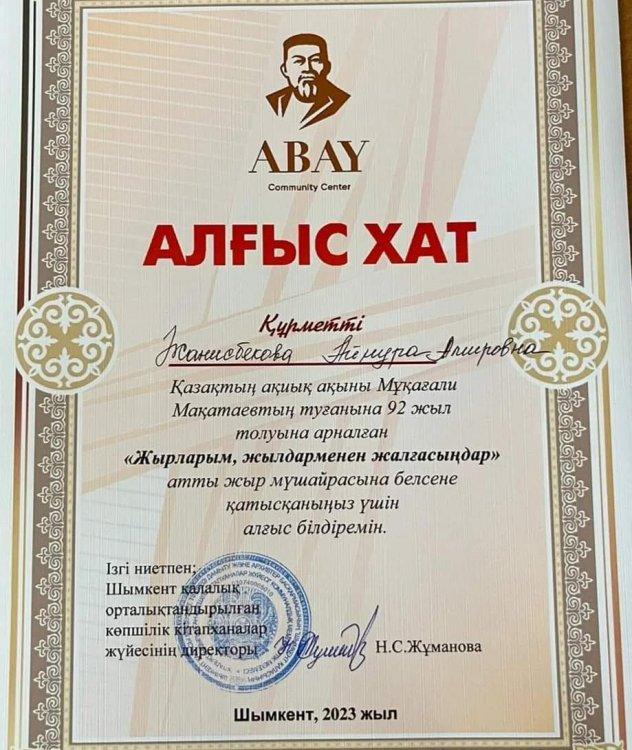 ABAY
Community Center
АЛҒЫС ХАТ
Құрметті
Жанисбекова Айнура Амировна
Қазақтың ақиық ақыны Мұқағали
Мақатаевтың туғанына 92 жыл
толуына арналған
«Жырларым, жылдарменен жалғасыңдар»
атты жыр мүшайрасына белсене
қатысқаныңыз үшін
алғыс білдіремін.
Ізгі ниетпен;
Шымкент қалалық
орталықтандырылған
көпшілік кітапханалар
жүйесінің директоры Н.С.Жұманова
Шымкент, 2023 жыл